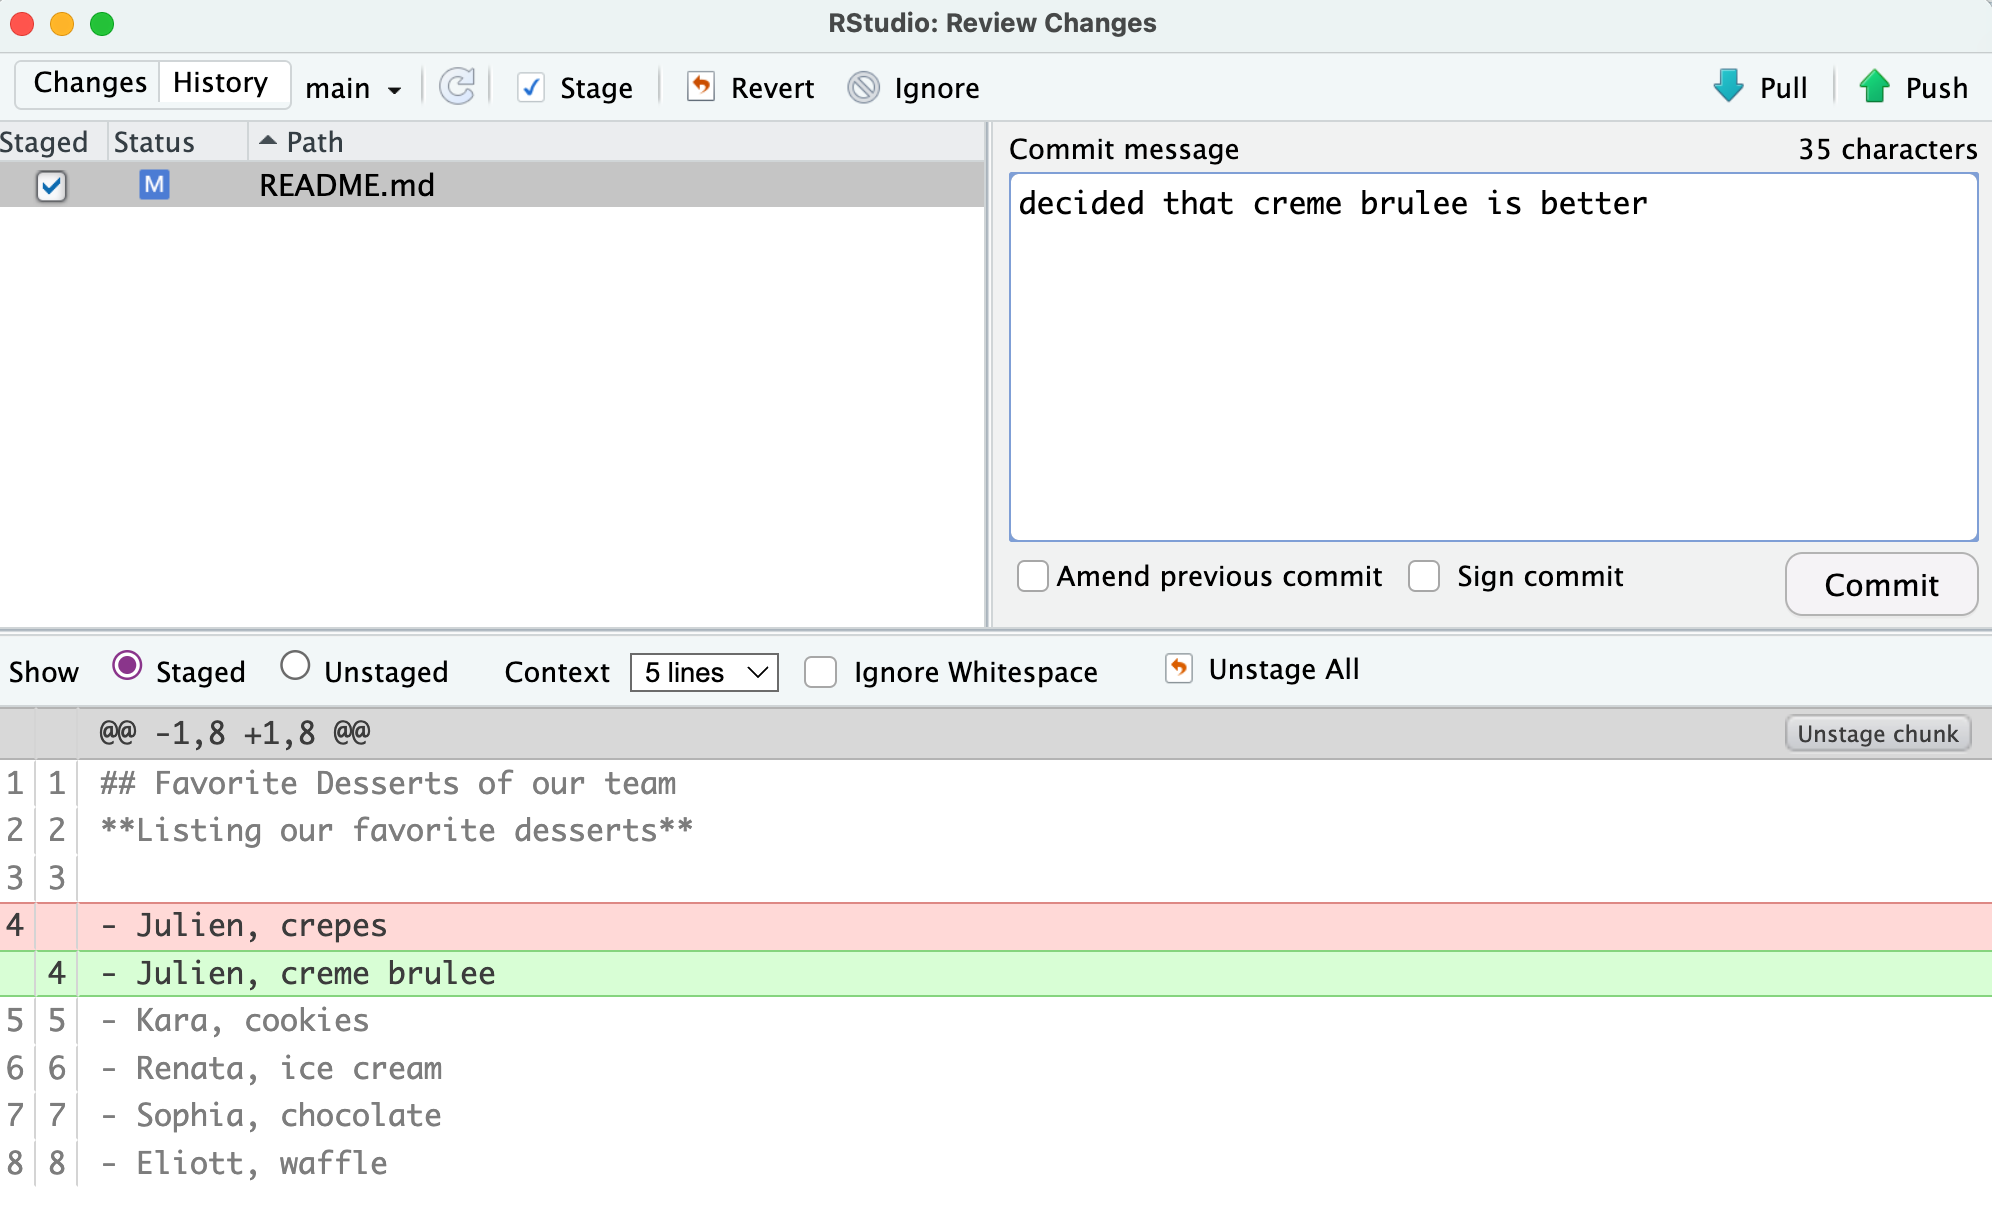 RStudio: Review Changes
Changes History main Stage Revert Ignore Pull Push
Staged Status Path
M README.md
Commit message 35 characters
decided that creme brulee is better
Amend previous commit Sign commit Commit
Show Staged Unstaged Context 5 lines Ignore Whitespace Unstage All
@@ -1,8 +1,8 @@ Unstage chunk
1 1 ## Favorite Desserts of our team
2 2 **Listing our favorite desserts**
3 3
4 - Julien, crepes
4 - Julien, creme brulee
5 5 - Kara, cookies
6 6 - Renata, ice cream
7 7 - Sophia, chocolate
8 8 - Eliott, waffle